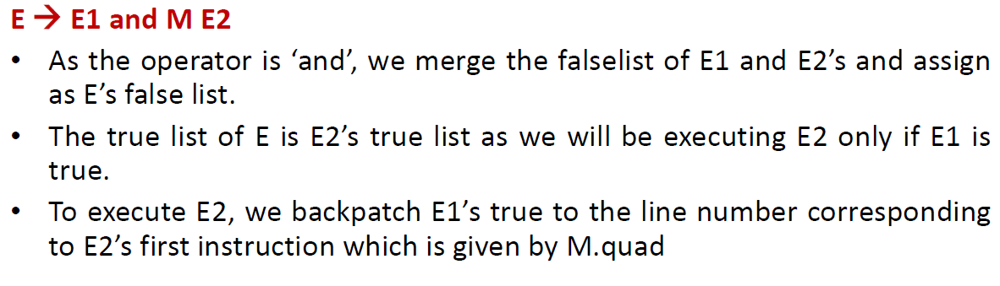 E → E1 and M E2
• As the operator is ‘and’, we merge the falselist of E1 and E2’s and assign
as E’s false list.
• The true list of E is E2’s true list as we will be executing E2 only if E1 is
true.
• To execute E2, we backpatch E1’s true to the line number corresponding
to E2’s first instruction which is given by M.quad